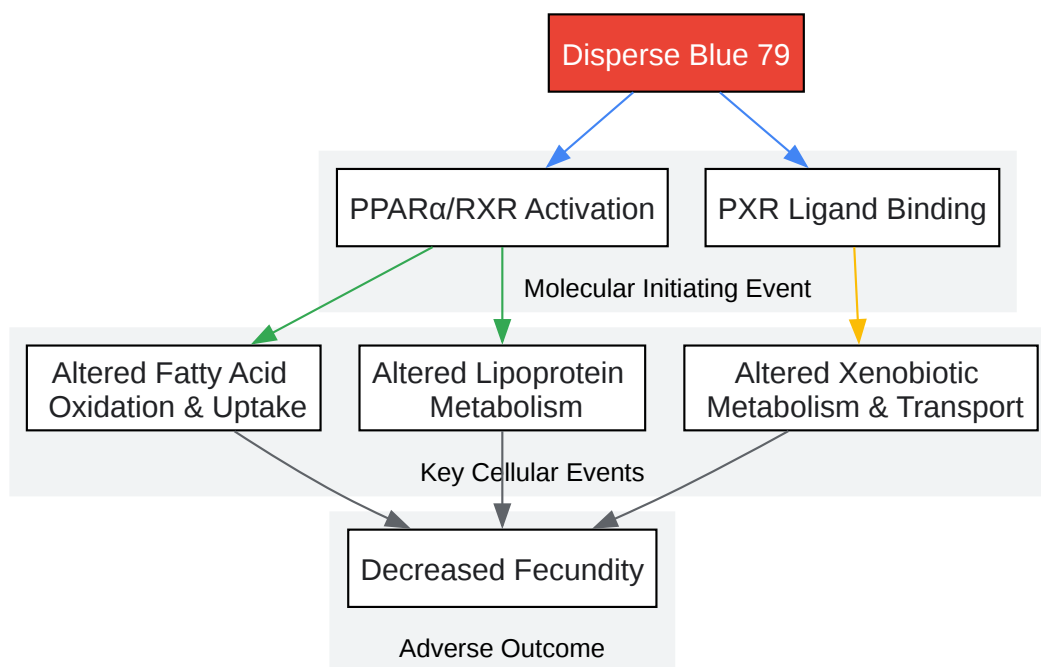 Disperse Blue 79
PPARα/RXR Activation
PXR Ligand Binding
Molecular Initiating Event
Altered Fatty Acid
Oxidation & Uptake
Altered Lipoprotein
Metabolism
Altered Xenobiotic
Metabolism & Transport
Key Cellular Events
Decreased Fecundity
Adverse Outcome